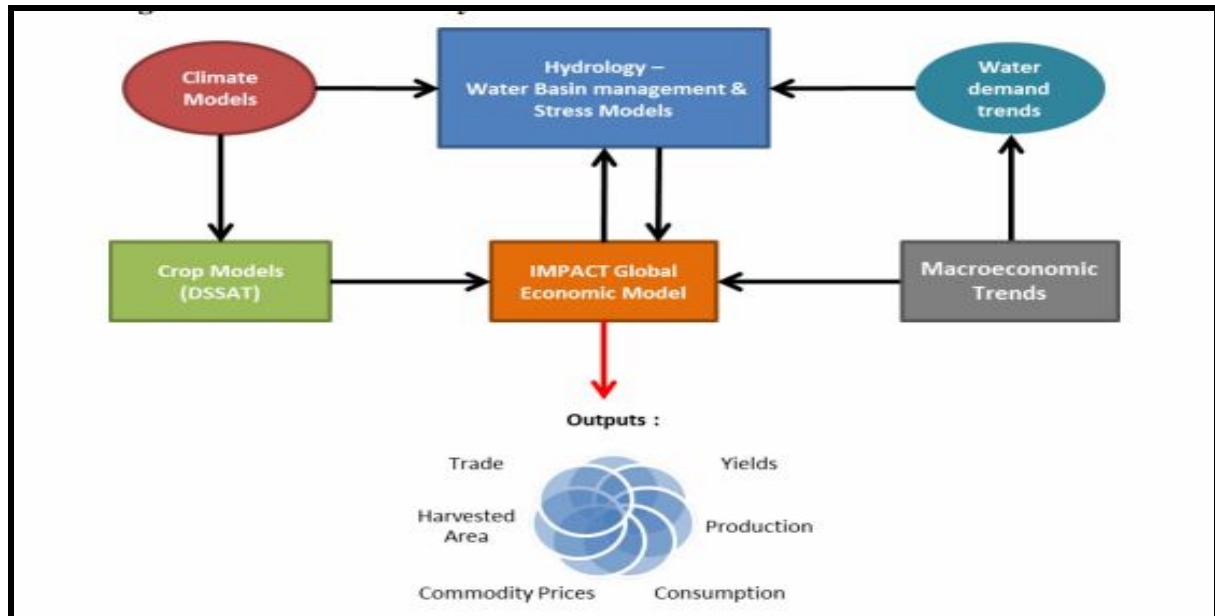 Climate
Models
Hydrology –
Water Basin management &
Stress Models
Water
demand
trends
Crop Models
(DSSAT)
IMPACT Global
Economic Model
Macroeconomic
Trends
Outputs :
Trade
Yields
Harvested
Area
Production
Commodity Prices
Consumption